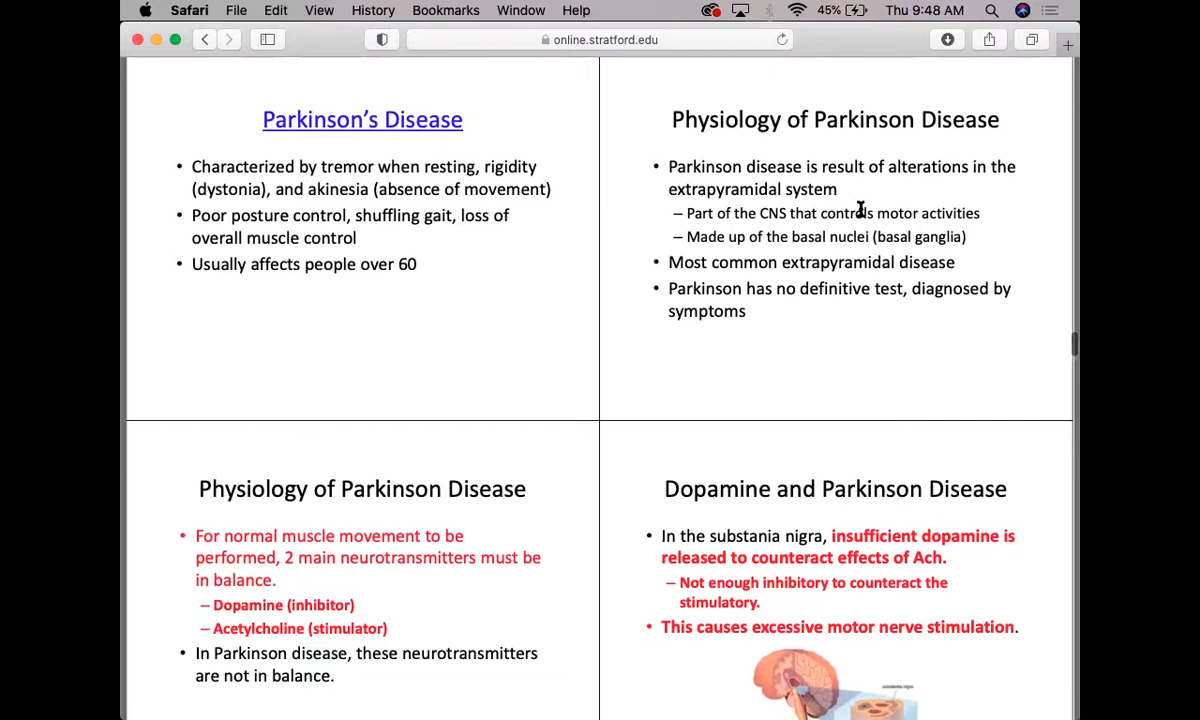 Safari File Edit View History Bookmarks Window Help 45% Thu 9:48 AM
online.stratford.edu
Parkinson’s Disease
• Characterized by tremor when resting, rigidity
(dystonia), and akinesia (absence of movement)
• Poor posture control, shuffling gait, loss of
overall muscle control
• Usually affects people over 60
Physiology of Parkinson Disease
• Parkinson disease is result of alterations in the
extrapyramidal system
– Part of the CNS that controls motor activities
– Made up of the basal nuclei (basal ganglia)
• Most common extrapyramidal disease
• Parkinson has no definitive test, diagnosed by
symptoms
Physiology of Parkinson Disease
• For normal muscle movement to be
performed, 2 main neurotransmitters must be
in balance.
– Dopamine (inhibitor)
– Acetylcholine (stimulator)
• In Parkinson disease, these neurotransmitters
are not in balance.
Dopamine and Parkinson Disease
• In the substania nigra, insufficient dopamine is
released to counteract effects of Ach.
– Not enough inhibitory to counteract the
stimulatory.
• This causes excessive motor nerve stimulation.